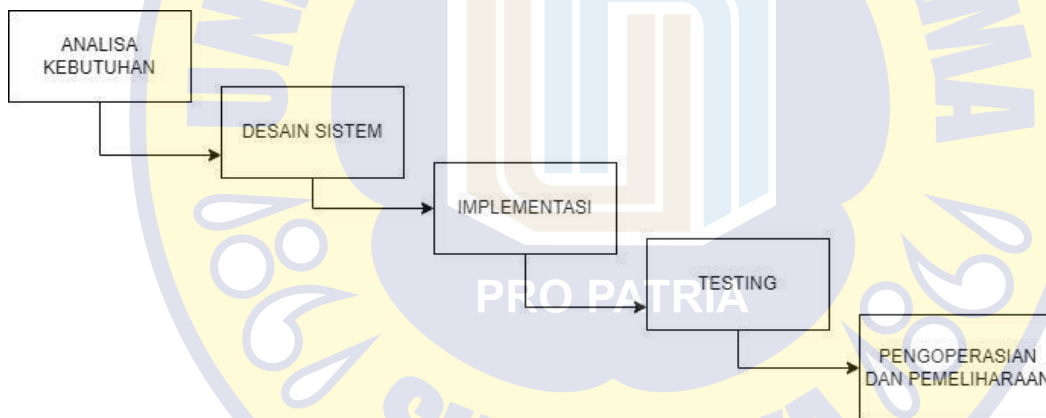 ANALISA
KEBUTUHAN
DESAIN SISTEM
IMPLEMENTASI
TESTING
PRO PATRIA
PENGOPERASIAN
DAN PEMELIHARAAN